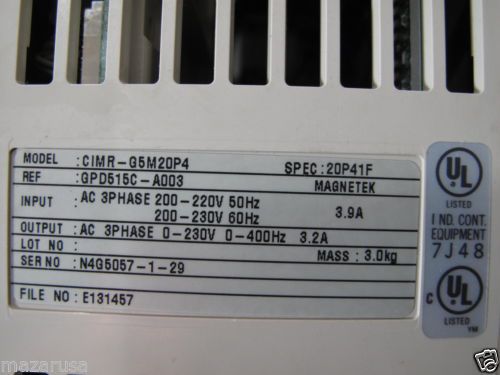 MODEL : CIMR-G5M20P4 SPEC: 20P41F
REF : GPD515C-A003 MAGNETEK
INPUT : AC 3PHASE 200-220V 50Hz
200-230V 60Hz 3.9A
OUTPUT : AC 3PHASE 0-230V 0-400Hz 3.2A
LOT NO : MASS : 3.0kg
SER NO : N4G5057-1-29
FILE NO : E131457
UL
LISTED
IND. CONT.
EQUIPMENT
7J48
C UL
LISTED
TM
mazarusa
mazarusa